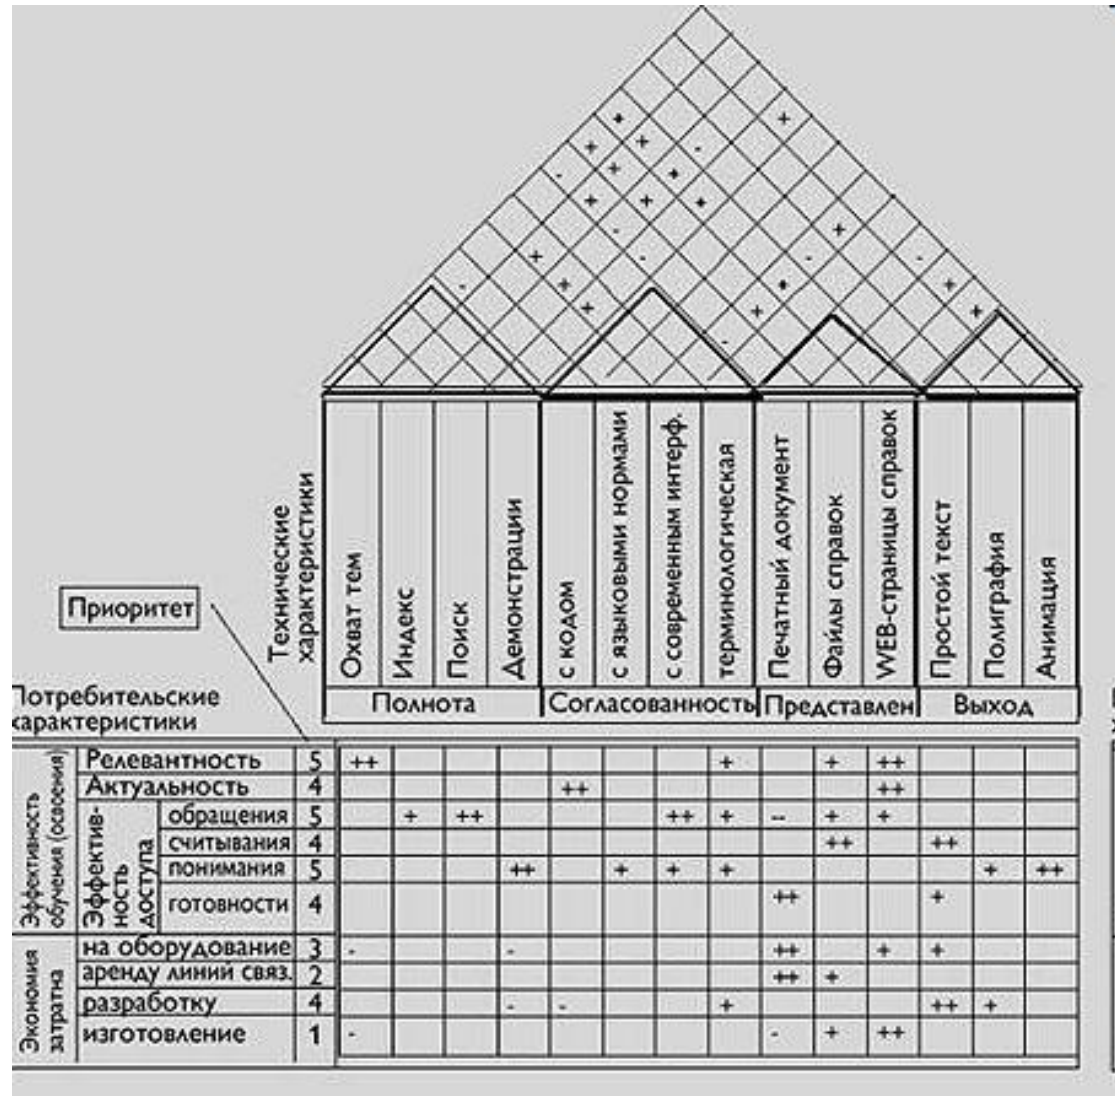 Технические
характеристики
Охват тем
Индекс
Поиск
Демонстрации
с кодом
с языковыми нормами
с современным интерф.
терминологическая
Печатный документ
Файлы справок
WEB-страницы справок
Простой текст
Полиграфия
Анимация
Приоритет
Полнота Согласованность Представлен Выход
Потребительские
характеристики
Эффективность
обучения (освоения)
Релевантность 5 ++ + + ++
Актуальность 4 ++ ++
Эффектив-
ность
доступа
обращения 5 + ++ ++ + -- + +
считывания 4 ++ ++
понимания 5 ++ + + + + ++
готовности 4 ++ +
Экономия
затратна
на оборудование 3 - - ++ + +
аренду линий связ. 2 ++ +
разработку 4 - - + ++ +
изготовление 1 - - + ++